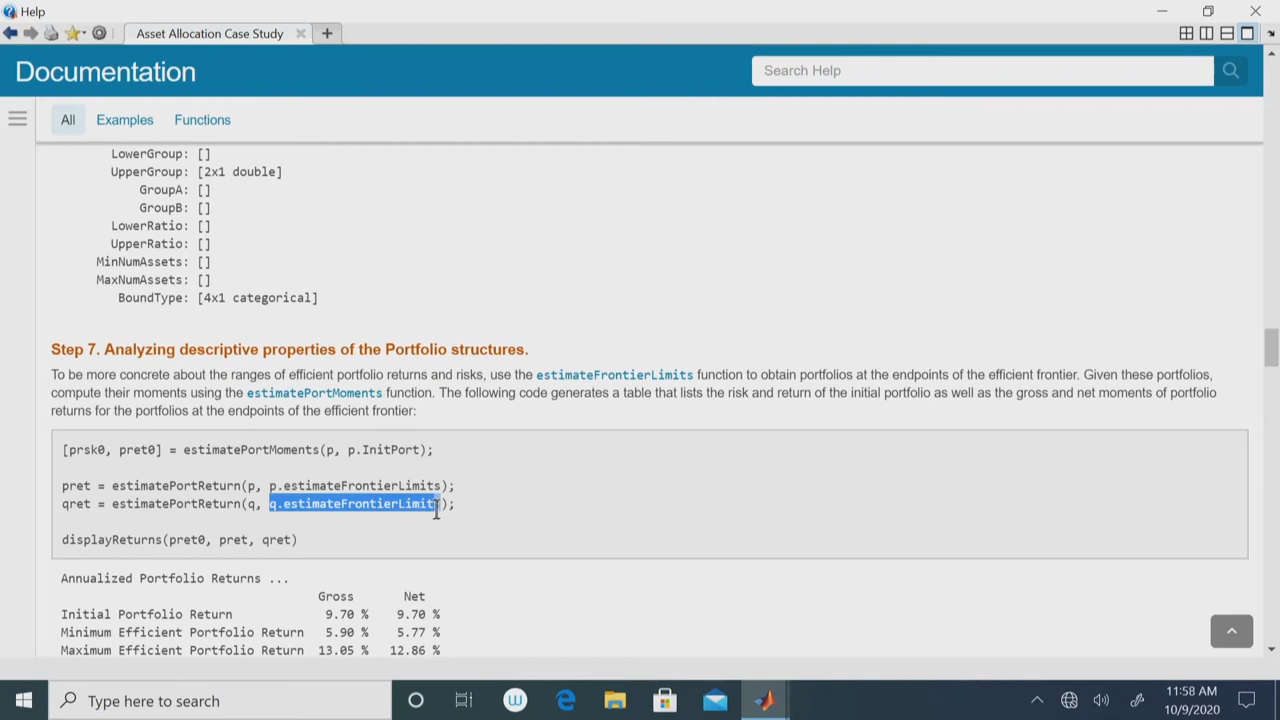 Help
Asset Allocation Case Study
Documentation
Search Help
All Examples Functions
LowerGroup: []
UpperGroup: [2x1 double]
GroupA: []
GroupB: []
LowerRatio: []
UpperRatio: []
MinNumAssets: []
MaxNumAssets: []
BoundType: [4x1 categorical]
Step 7. Analyzing descriptive properties of the Portfolio structures.
To be more concrete about the ranges of efficient portfolio returns and risks, use the estimateFrontierLimits function to obtain portfolios at the endpoints of the efficient frontier. Given these portfolios,
compute their moments using the estimatePortMoments function. The following code generates a table that lists the risk and return of the initial portfolio as well as the gross and net moments of portfolio
returns for the portfolios at the endpoints of the efficient frontier:
[prsk0, pret0] = estimatePortMoments(p, p.InitPort);
pret = estimatePortReturn(p, p.estimateFrontierLimits);
qret = estimatePortReturn(q, q.estimateFrontierLimits);
displayReturns(pret0, pret, qret)
Annualized Portfolio Returns ...
Gross Net
Initial Portfolio Return 9.70 % 9.70 %
Minimum Efficient Portfolio Return 5.90 % 5.77 %
Maximum Efficient Portfolio Return 13.05 % 12.86 %
Type here to search
11:58 AM
10/9/2020